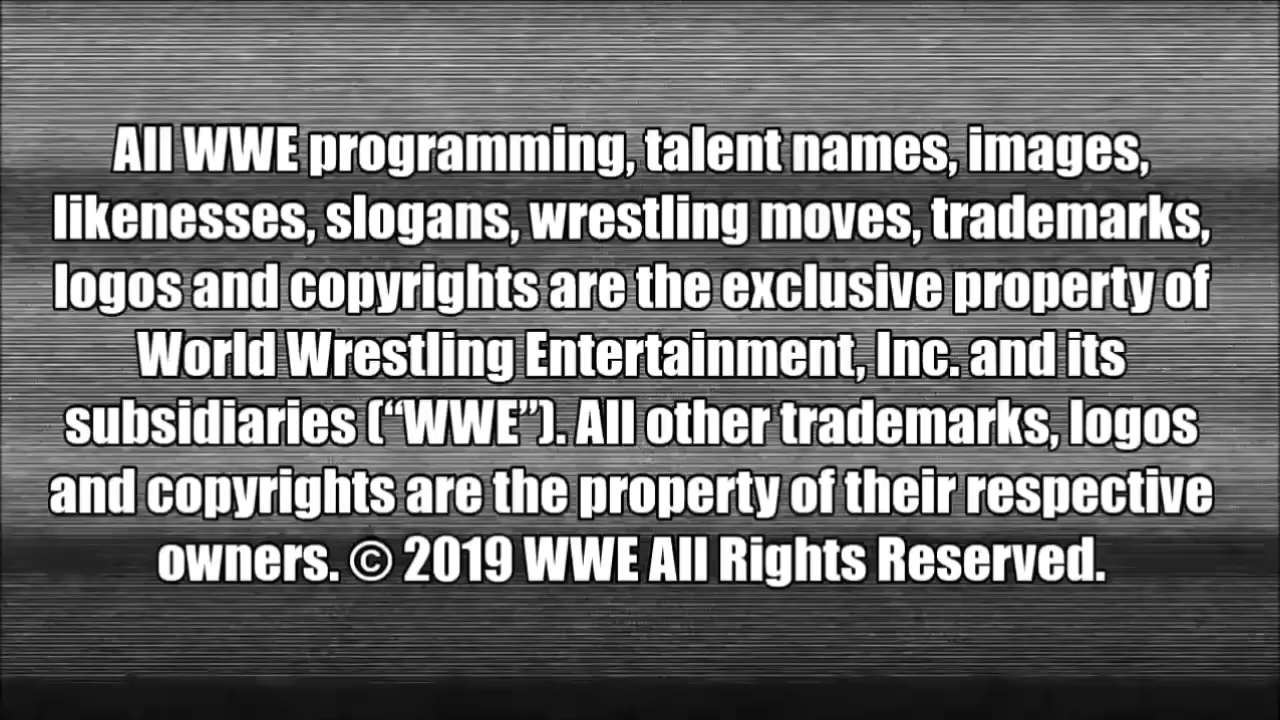 All WWE programming, talent names, images,
likenesses, slogans, wrestling moves, trademarks,
logos and copyrights are the exclusive property of
World Wrestling Entertainment, Inc. and its
subsidiaries (“WWE”). All other trademarks, logos
and copyrights are the property of their respective
owners. © 2019 WWE All Rights Reserved.